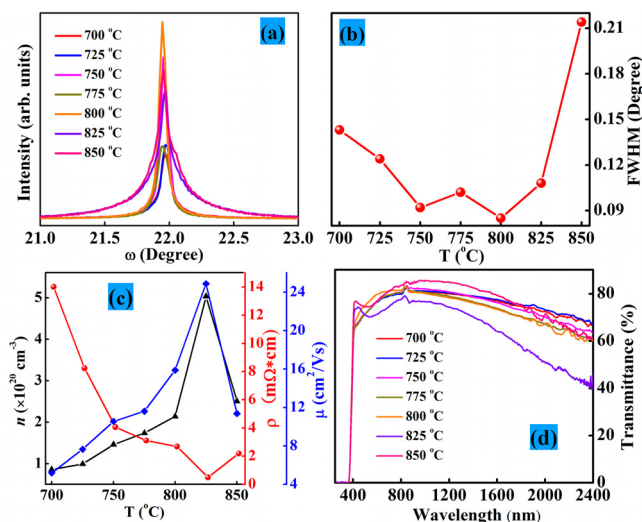 (a)
700 °C
725 °C
750 °C
775 °C
800 °C
825 °C
850 °C
Intensity (arb. units)
21.0 21.5 22.0 22.5 23.0
ω (Degree)
(b)
0.21
0.18
0.15
0.12
0.09
FWHM (Degree)
700 725 750 775 800 825 850
T (°C)
(c)
5
4
3
2
1
n (×10²⁰ cm⁻³)
14
12
10
8
6
4
2
0
ρ (mΩ*cm)
24
20
16
12
8
4
μ (cm²/Vs)
700 750 800 850
T (°C)
(d)
700 °C
725 °C
750 °C
775 °C
800 °C
825 °C
850 °C
80
60
40
20
0
Transmittance (%)
400 800 1200 1600 2000 2400
Wavelength (nm)